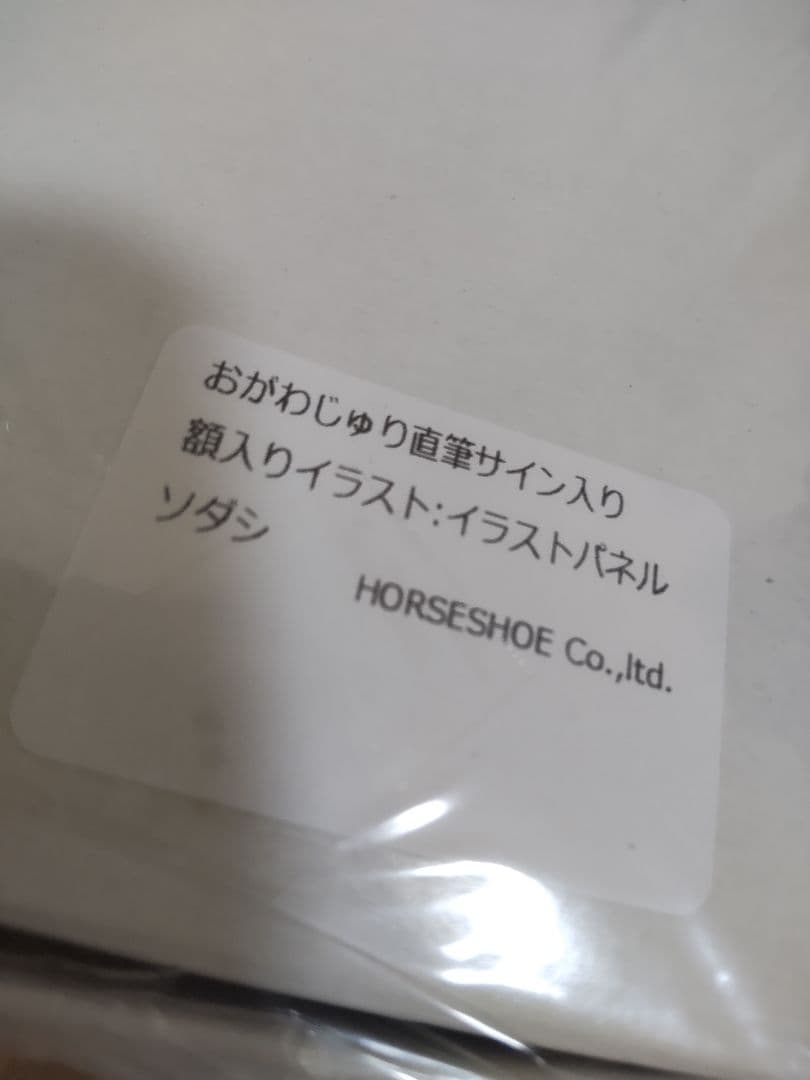 おがわじゅり直筆サイン入り
額入りイラスト:イラストパネル
ソダシ
HORSESHOE Co.,ltd.